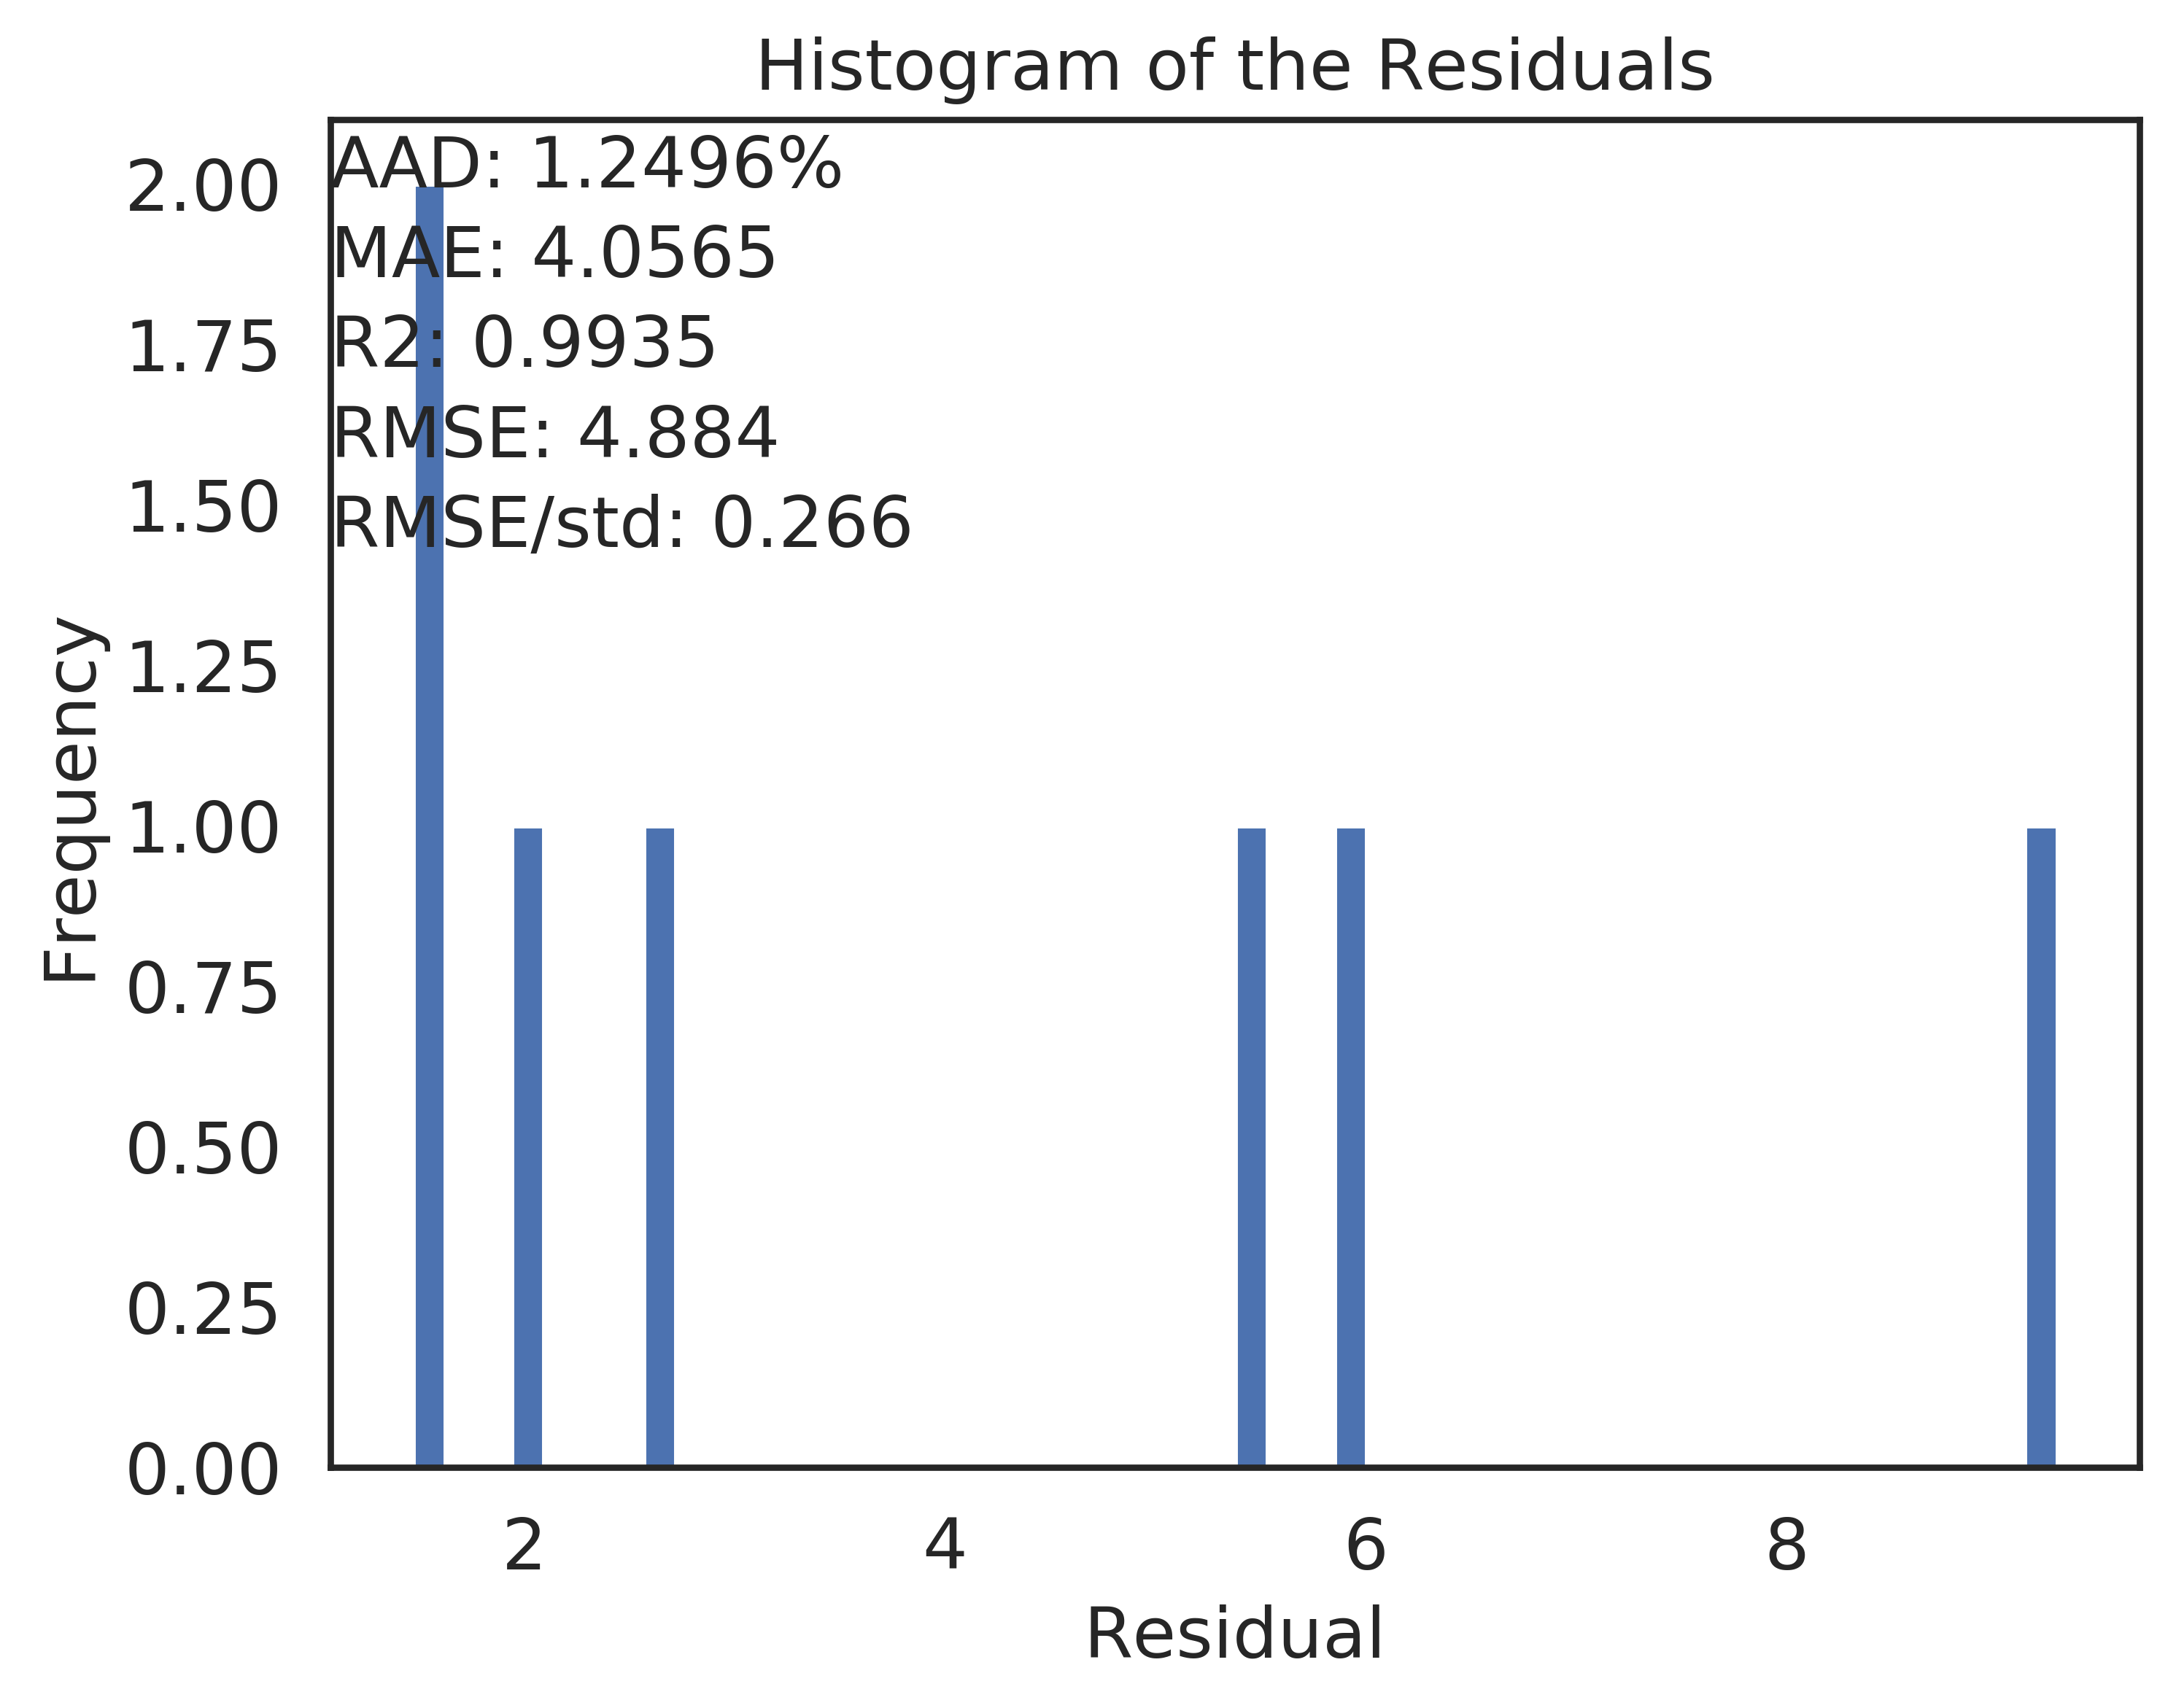 Histogram of the Residuals
AAD: 1.2496%
MAE: 4.0565
R2: 0.9935
RMSE: 4.884
RMSE/std: 0.266
2.00
1.75
1.50
1.25
1.00
0.75
0.50
0.25
0.00
Frequency
2 4 6 8
Residual